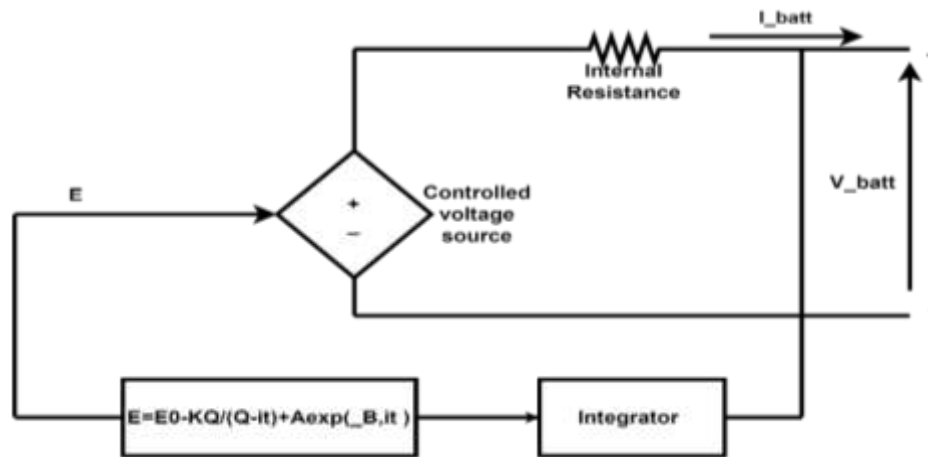 I_batt
Internal
Resistance
V_batt
E
+
−
Controlled
voltage
source
E=E0-KQ/(Q-it)+Aexp(_B,it )
Integrator